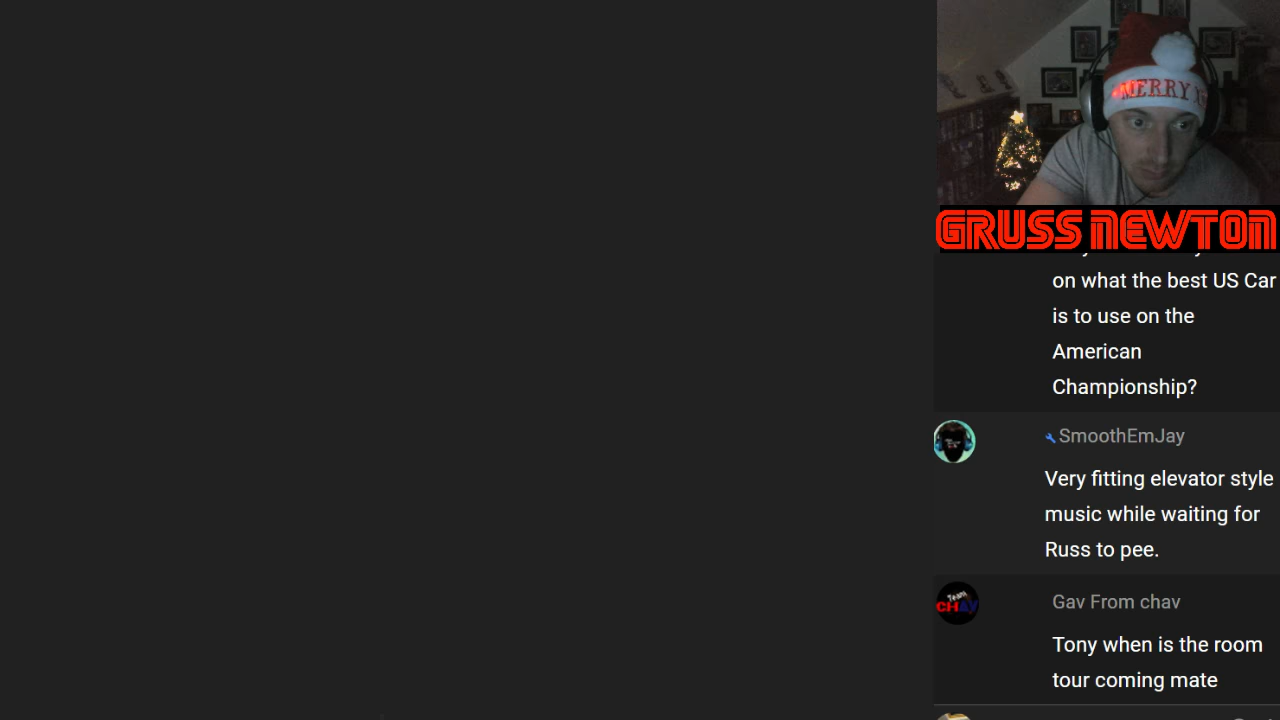 MERRY X
GRUSS NEWTON
on what the best US Car
is to use on the
American
Championship?
SmoothEmJay
Very fitting elevator style
music while waiting for
Russ to pee.
Team
CHAV
Gav From chav
Tony when is the room
tour coming mate